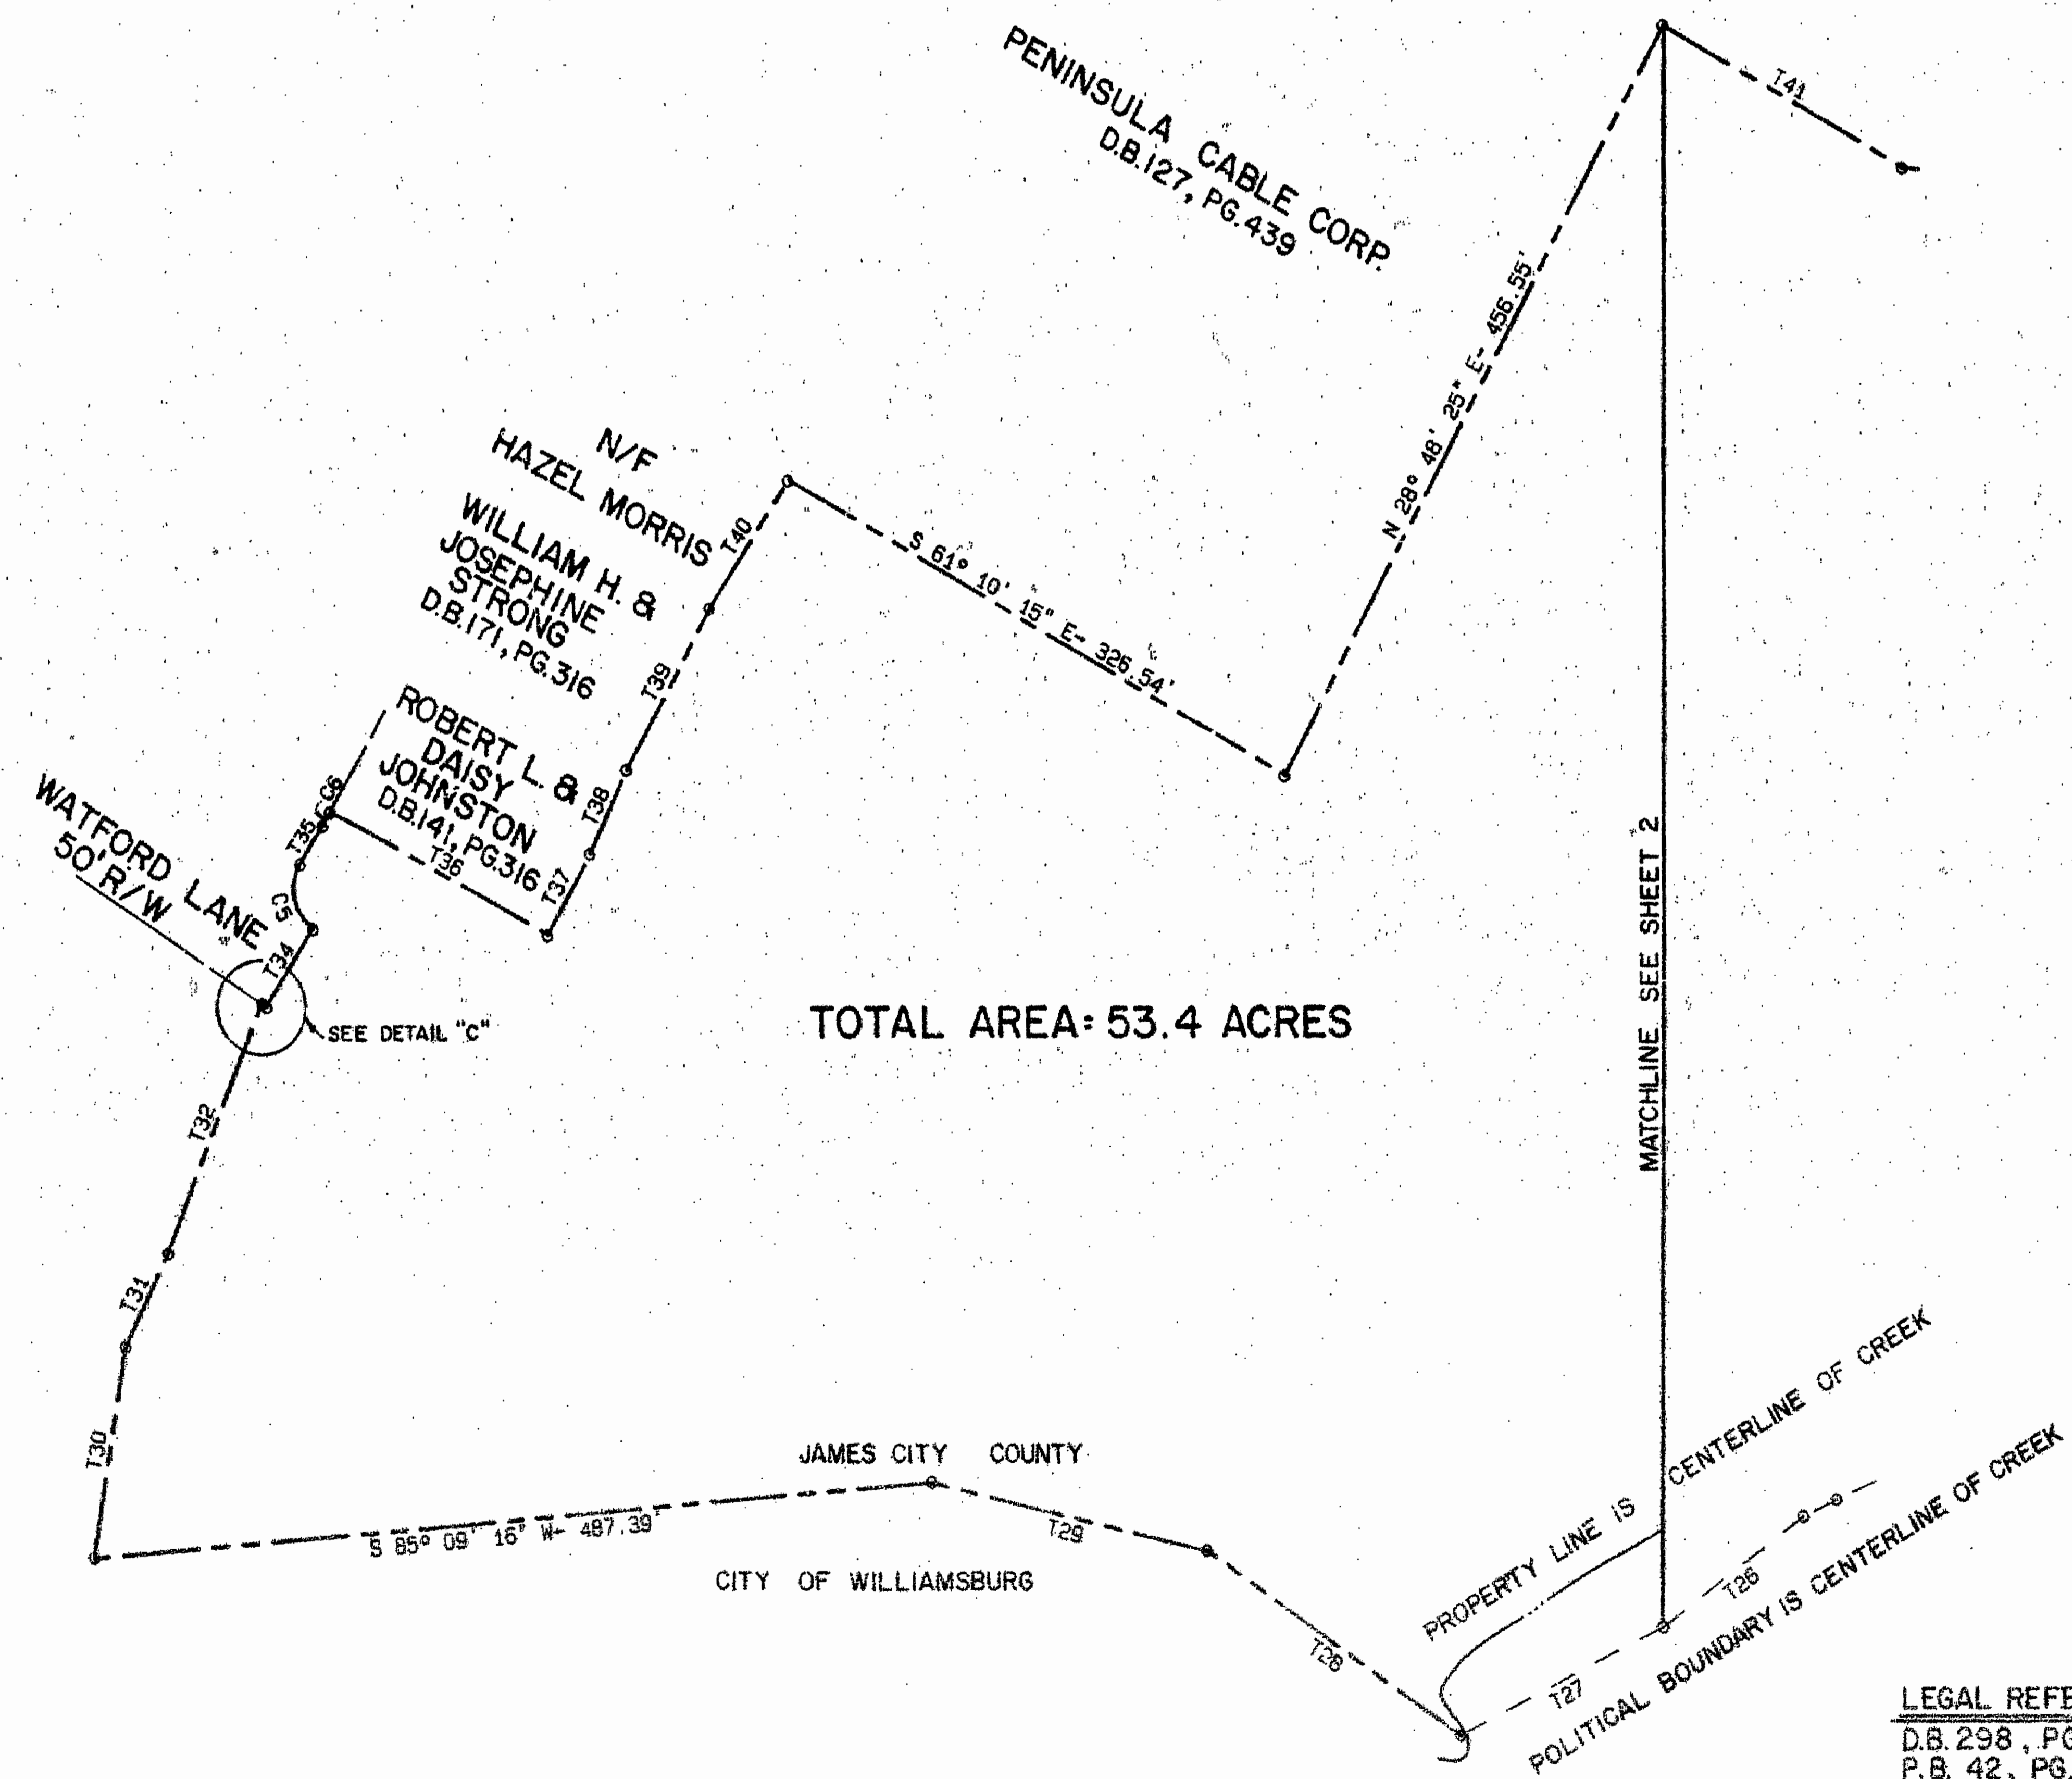 PENINSULA CABLE CORP.
D.B.127, PG.439
T41
N 28° 48' 25" E- 456.55'
N/F
HAZEL MORRIS
WILLIAM H. &
JOSEPHINE
STRONG
D.B.171, PG.316
T40
S 61° 10' 15" E- 326.54'
T39
ROBERT L. &
DAISY
JOHNSTON
D.B.141, PG.316
T38
C6
T35
T36
T37
WATFORD LANE
50' R/W
C5
T34
SEE DETAIL "C"
TOTAL AREA: 53.4 ACRES
MATCHLINE SEE SHEET 2
T32
T31
T30
JAMES CITY COUNTY
S 85° 09' 16" W- 487.39'
T29
CITY OF WILLIAMSBURG
T28
PROPERTY LINE IS CENTERLINE OF CREEK
T26
T27
POLITICAL BOUNDARY IS CENTERLINE OF CREEK
D.B. 298, PG
P.B. 42, PG.